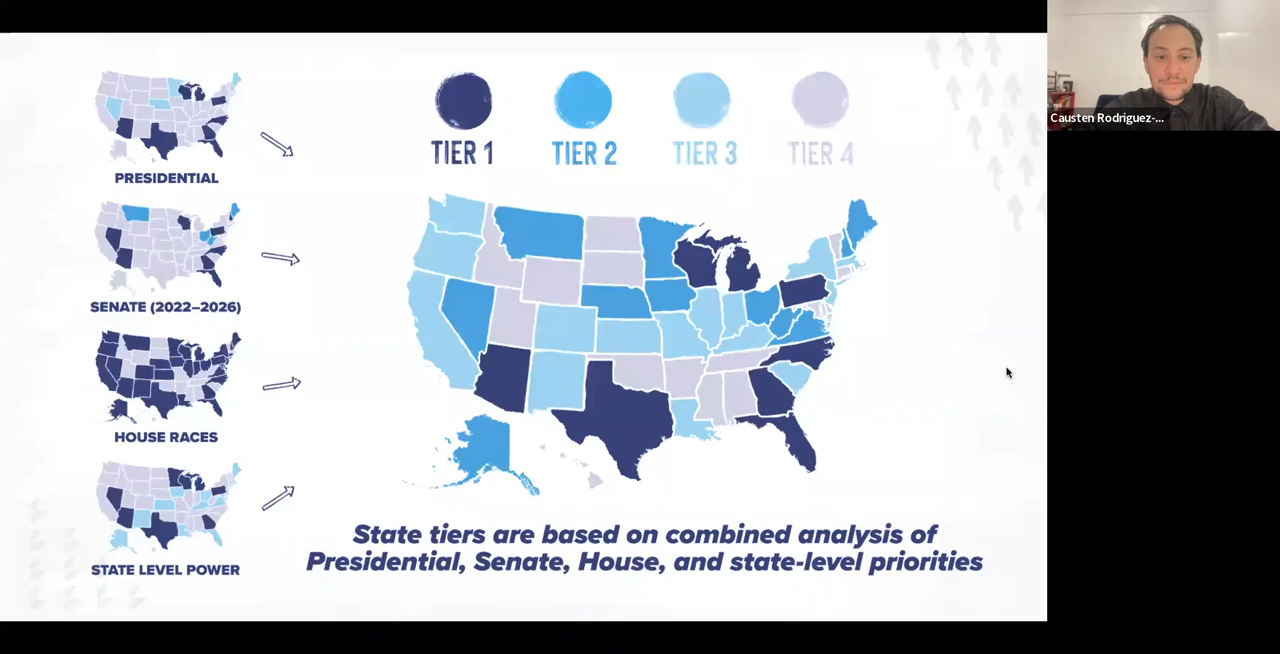 TIER 1
TIER 2
TIER 3
TIER 4
PRESIDENTIAL
SENATE (2022–2026)
HOUSE RACES
STATE LEVEL POWER
State tiers are based on combined analysis of
Presidential, Senate, House, and state-level priorities
Causten Rodriguez-...